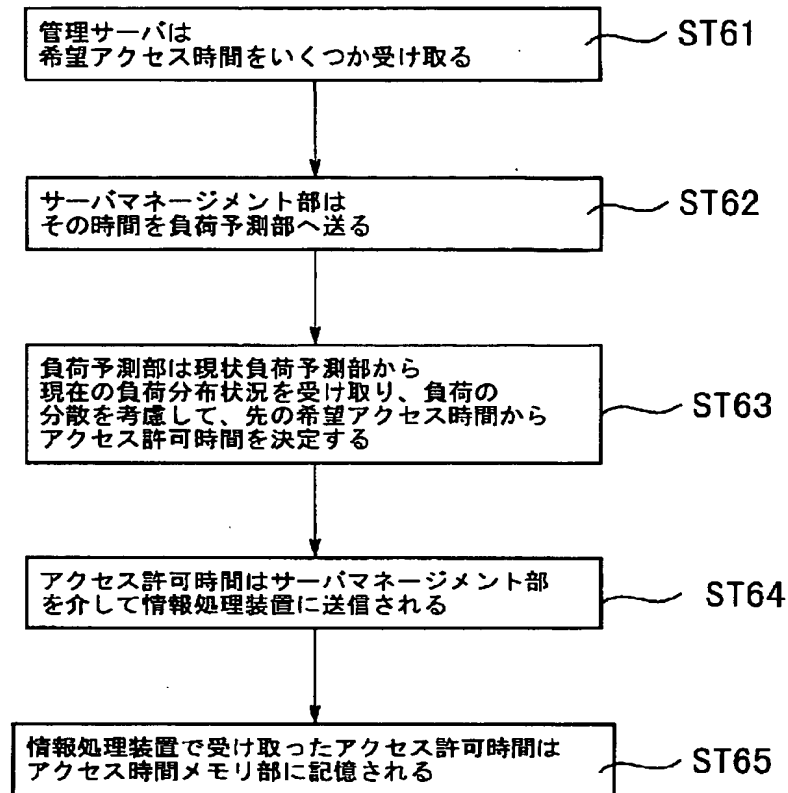 管理サーバは
希望アクセス時間をいくつか受け取る
ST61
サーバマネージメント部は
その時間を負荷予測部へ送る
ST62
負荷予測部は現状負荷予測部から
現在の負荷分布状況を受け取り、負荷の
分散を考慮して、先の希望アクセス時間から
アクセス許可時間を決定する
ST63
アクセス許可時間はサーバマネージメント部
を介して情報処理装置に送信される
ST64
情報処理装置で受け取ったアクセス許可時間は
アクセス時間メモリ部に記憶される
ST65